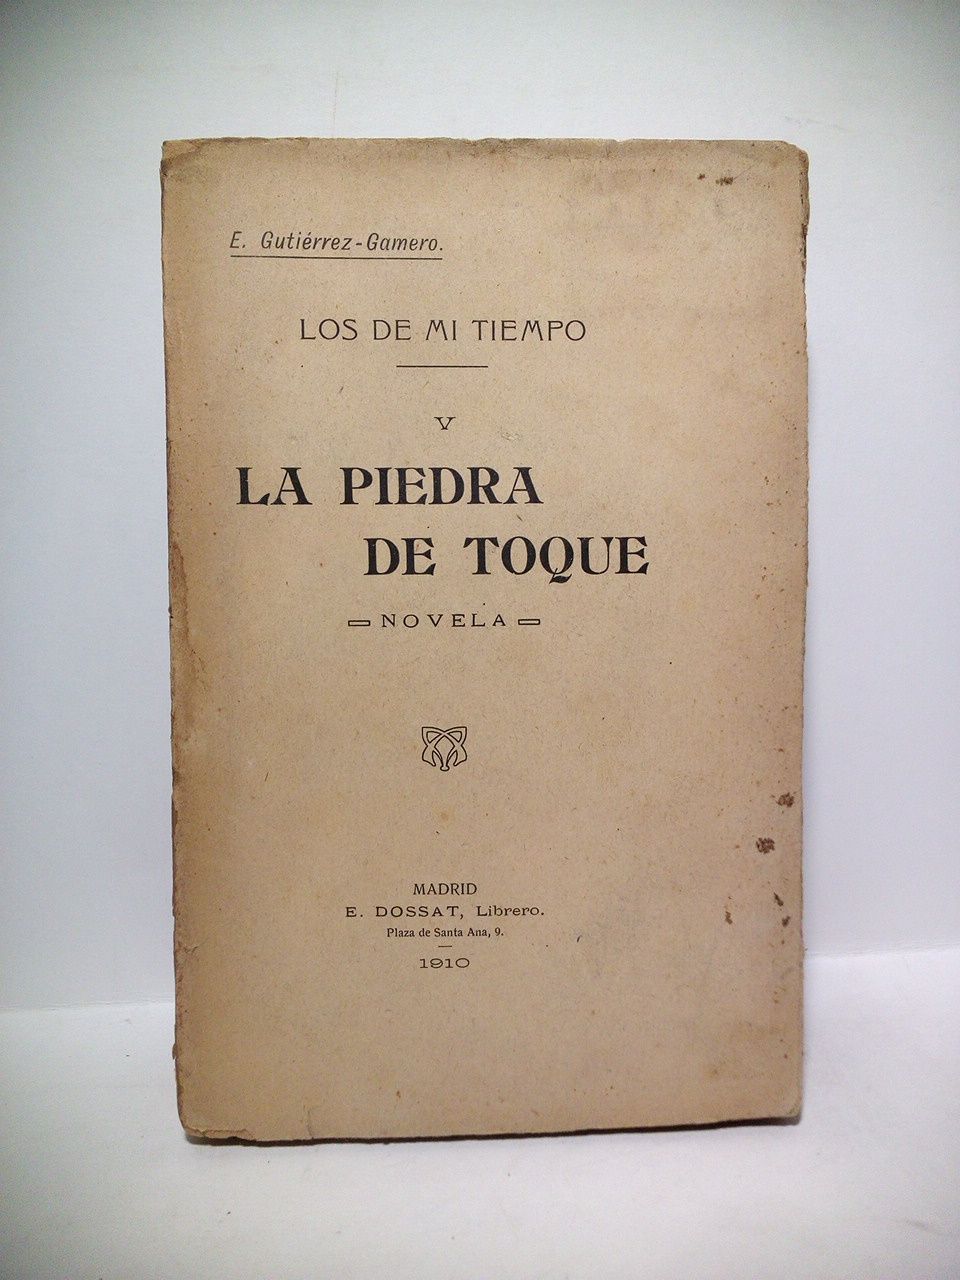 E. Gutiérrez-Gamero.
LOS DE MI TIEMPO
V
LA PIEDRA
DE TOQUE
NOVELA
MADRID
E. DOSSAT, Librero.
Plaza de Santa Ana, 9.
1910